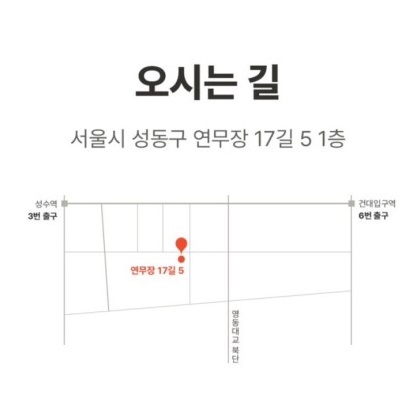 오시는 길
서울시 성동구 연무장 17길 5 1층
성수역
3번 출구
건대입구역
6번 출구
연무장 17길 5
영동대교 북단